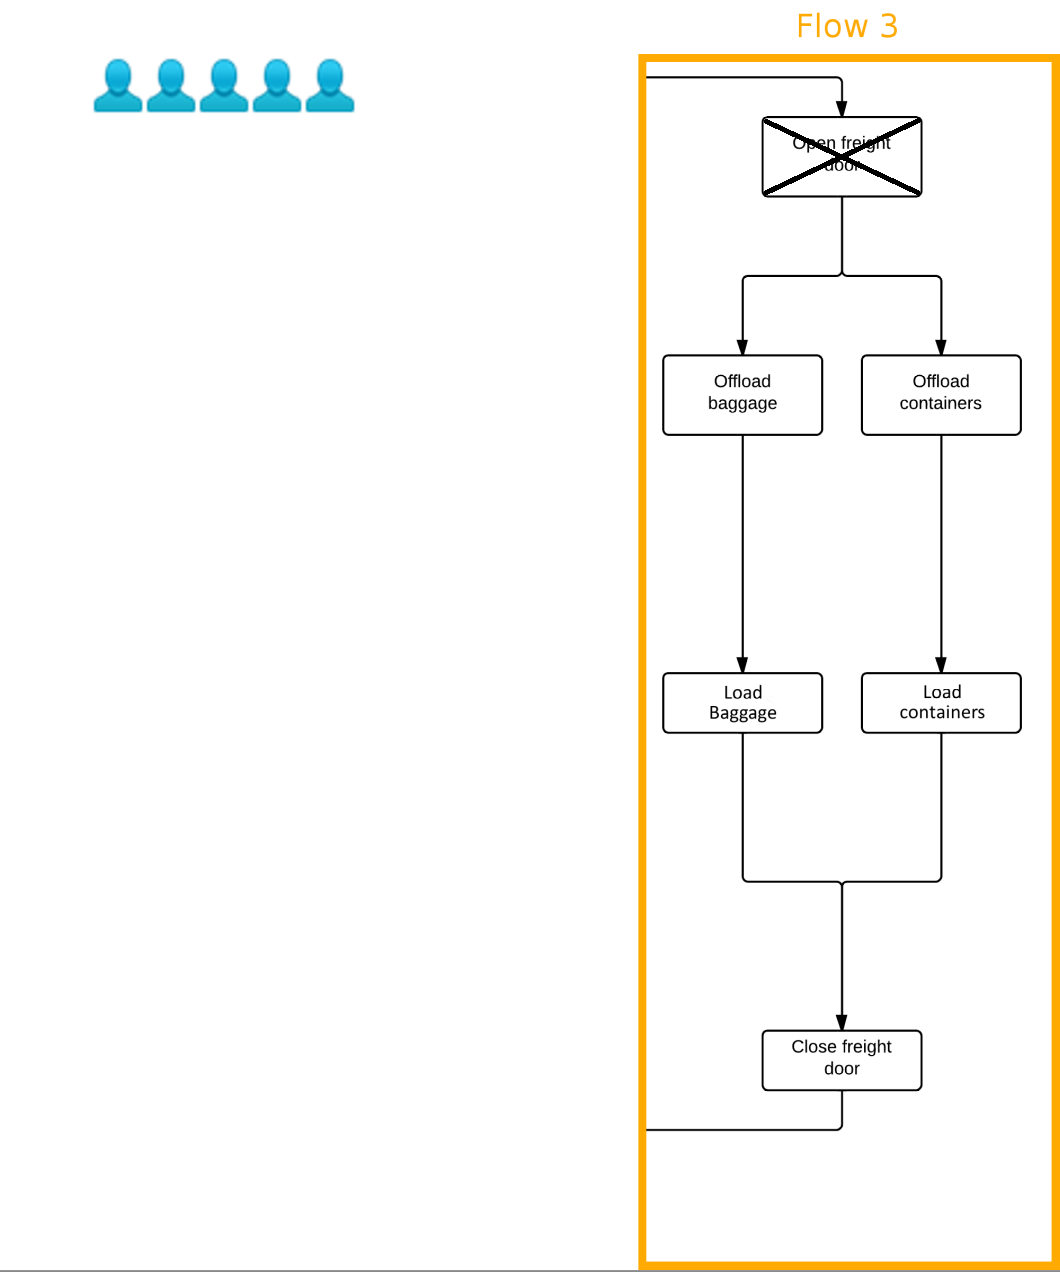 Flow 3
Open freight
door
Offload
baggage
Offload
containers
Load
Baggage
Load
containers
Close freight
door